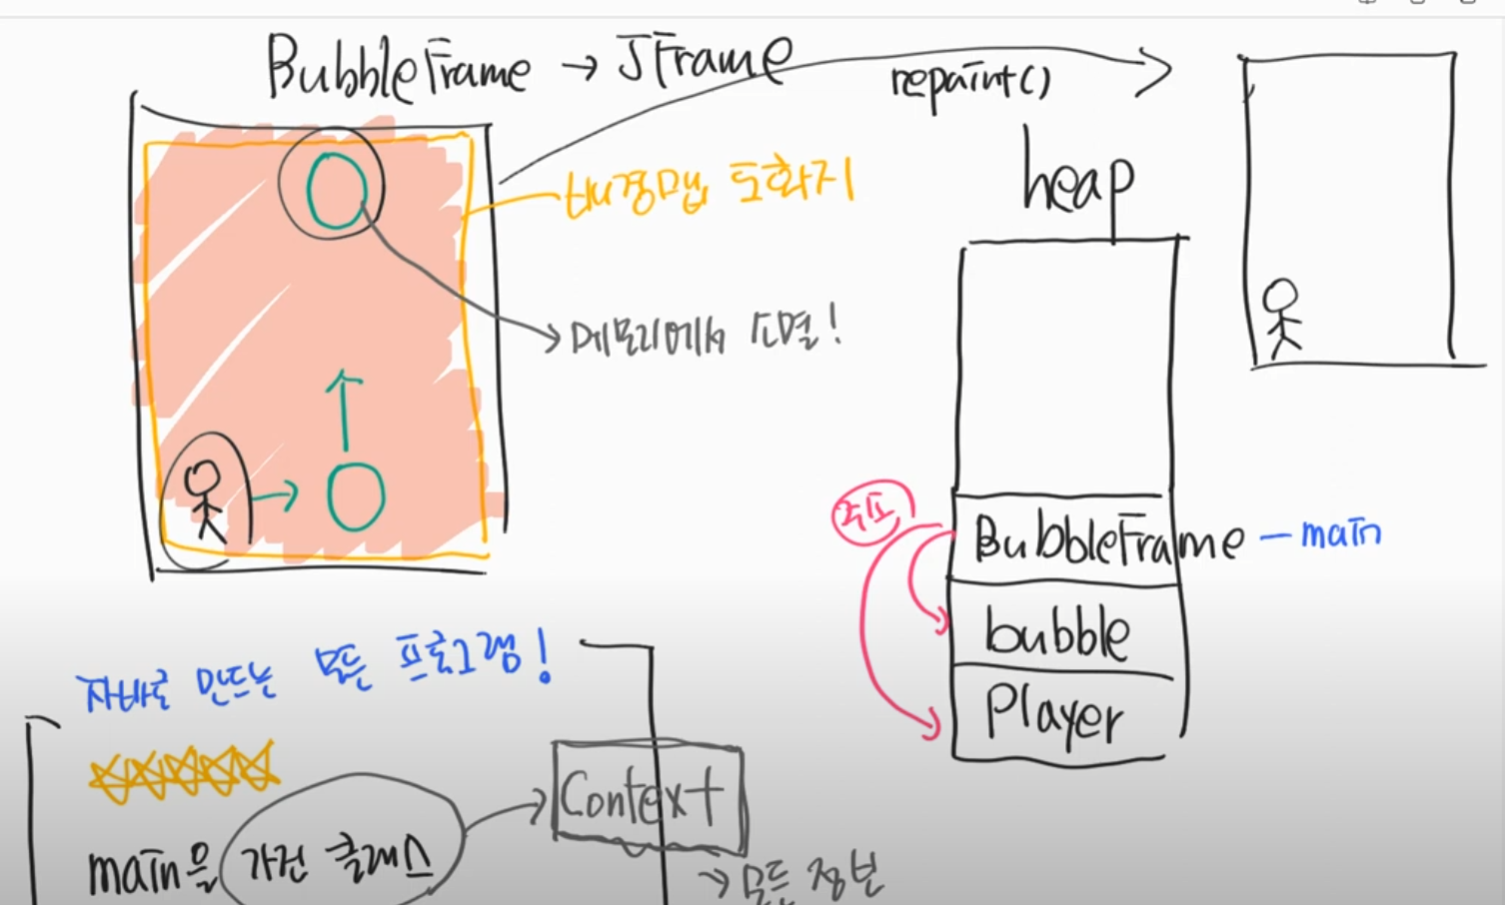 BubbleFrame → JFrame
repaint()
배경맵 도화지
heap
메모리에서 소멸!
주소
BubbleFrame - main
bubble
Player
자바로 만드는 모든 프로그램!
main을 가진 클래스
Context
→ 모든 정보